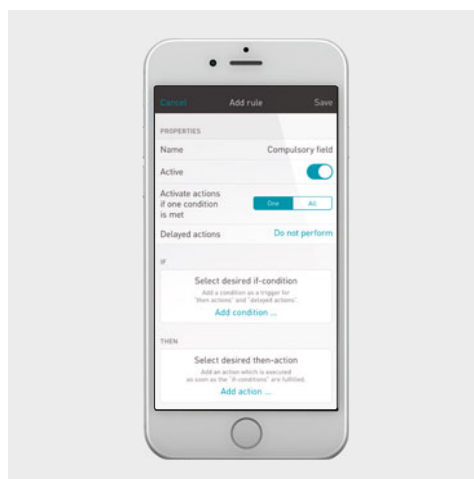 Cancel Add rule Save
PROPERTIES
Name Compulsory field
Active
Activate actions
if one condition
is met
One All
Delayed actions Do not perform
IF
Select desired if-condition
Add a condition as a trigger for
"then actions" and "delayed actions".
Add condition ...
THEN
Select desired then-action
Add an action which is executed
as soon as the "if-conditions" are fulfilled.
Add action ...